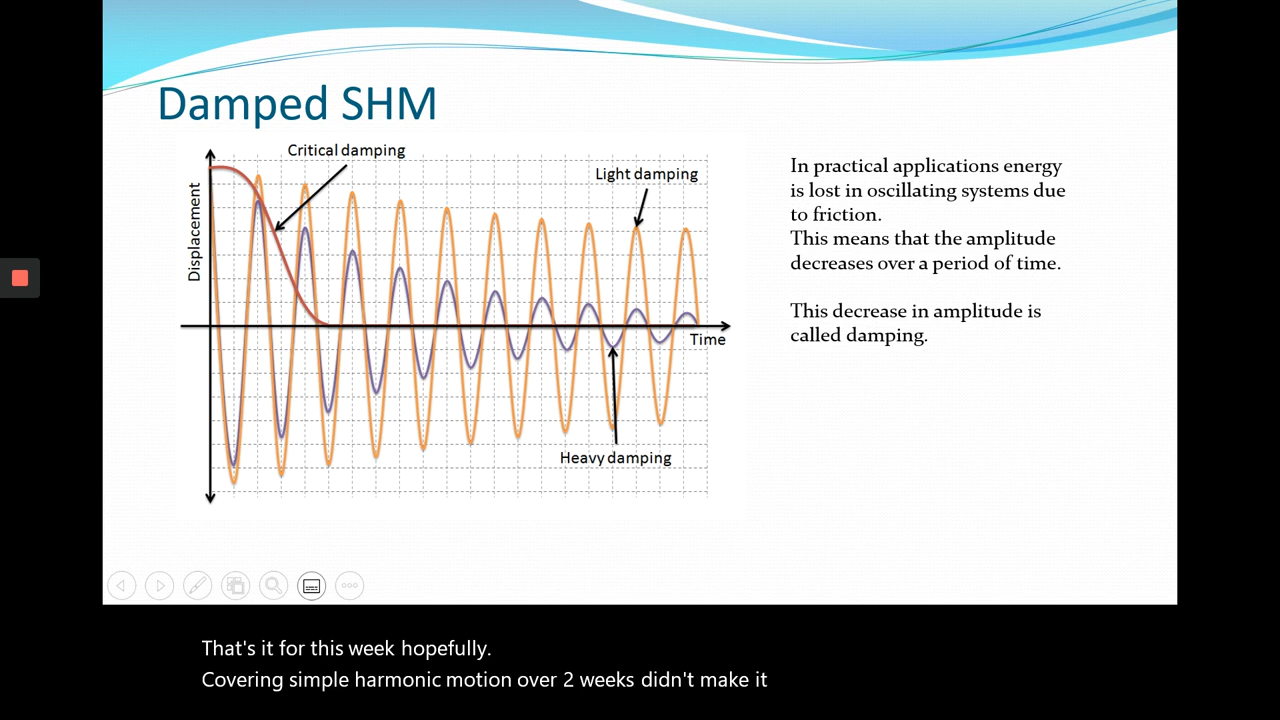 Damped SHM
Critical damping
Light damping
Displacement
Time
Heavy damping
In practical applications energy
is lost in oscillating systems due
to friction.
This means that the amplitude
decreases over a period of time.
This decrease in amplitude is
called damping.
That's it for this week hopefully.
Covering simple harmonic motion over 2 weeks didn't make it